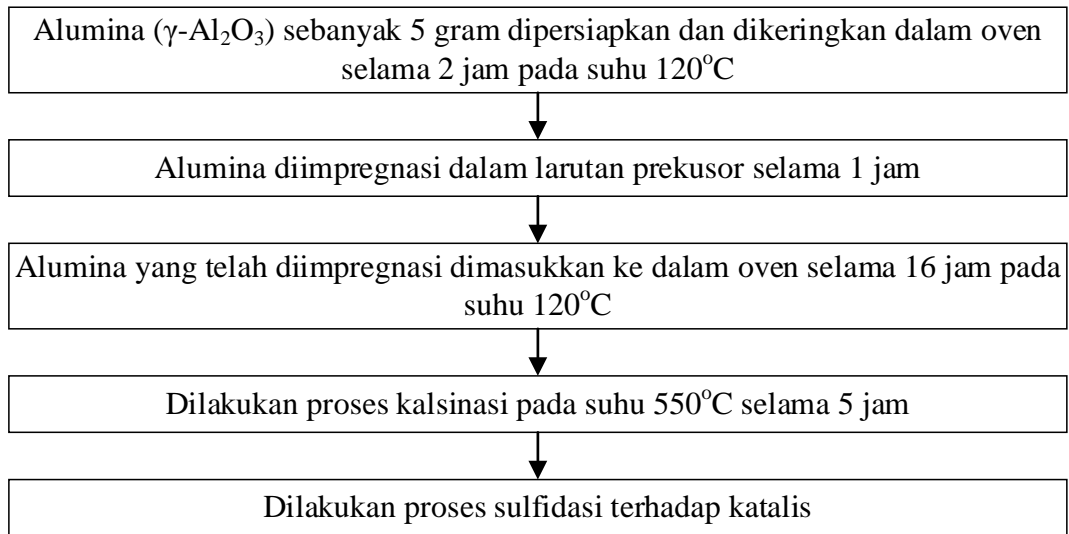 Alumina (γ-Al₂O₃) sebanyak 5 gram dipersiapkan dan dikeringkan dalam oven
selama 2 jam pada suhu 120°C
Alumina diimpregnasi dalam larutan prekusor selama 1 jam
Alumina yang telah diimpregnasi dimasukkan ke dalam oven selama 16 jam pada
suhu 120°C
Dilakukan proses kalsinasi pada suhu 550°C selama 5 jam
Dilakukan proses sulfidasi terhadap katalis